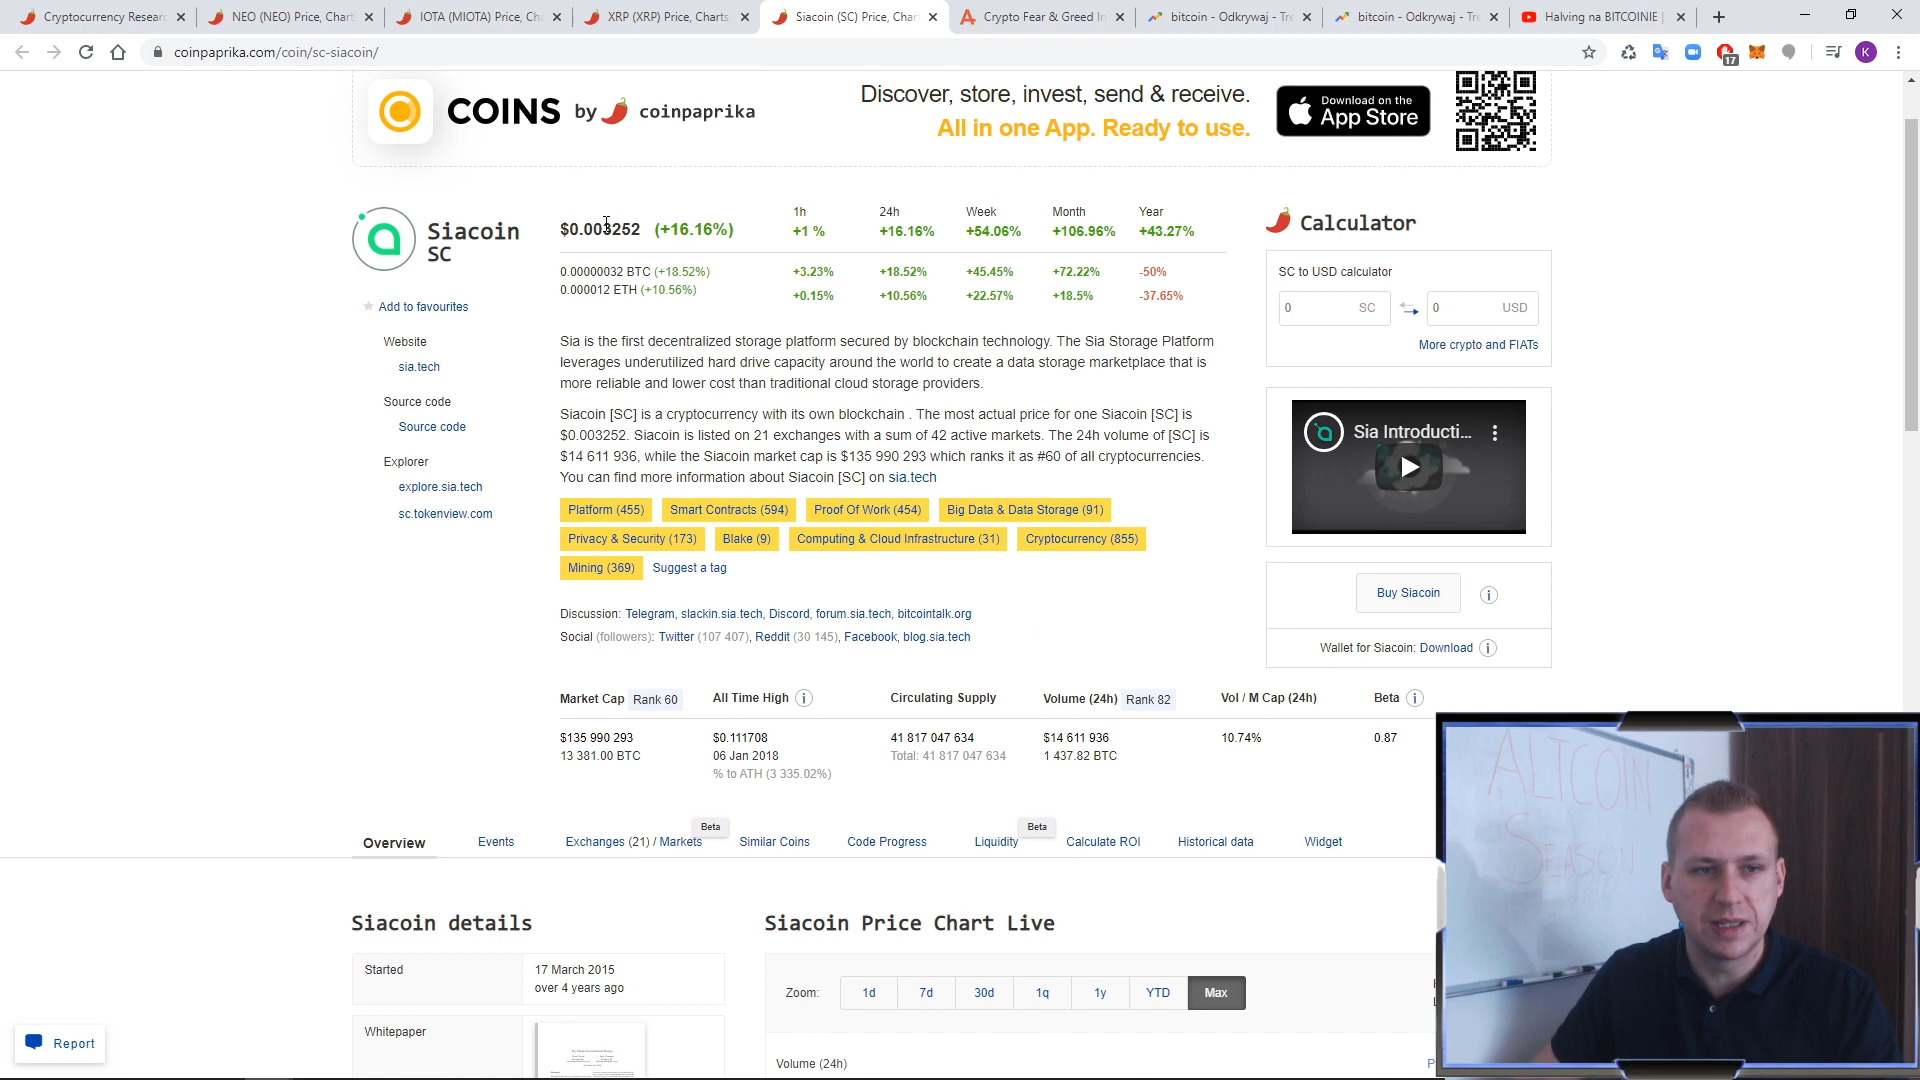 Cryptocurrency Researc
NEO (NEO) Price, Chart
IOTA (MIOTA) Price, Ch
XRP (XRP) Price, Charts
Siacoin (SC) Price, Char
Crypto Fear & Greed In
bitcoin - Odkrywaj - Tre
bitcoin - Odkrywaj - Tre
Halving na BITCOINIE |
coinpaprika.com/coin/sc-siacoin/
17
K
COINS by coinpaprika
Discover, store, invest, send & receive.
All in one App. Ready to use.
Download on the
App Store
Siacoin
SC
Add to favourites
Website
sia.tech
Source code
Source code
Explorer
explore.sia.tech
sc.tokenview.com
$0.003252 (+16.16%)
1h 24h Week Month Year
+1 % +16.16% +54.06% +106.96% +43.27%
0.00000032 BTC (+18.52%) +3.23% +18.52% +45.45% +72.22% -50%
0.000012 ETH (+10.56%) +0.15% +10.56% +22.57% +18.5% -37.65%
Sia is the first decentralized storage platform secured by blockchain technology. The Sia Storage Platform
leverages underutilized hard drive capacity around the world to create a data storage marketplace that is
more reliable and lower cost than traditional cloud storage providers.
Siacoin [SC] is a cryptocurrency with its own blockchain . The most actual price for one Siacoin [SC] is
$0.003252. Siacoin is listed on 21 exchanges with a sum of 42 active markets. The 24h volume of [SC] is
$14 611 936, while the Siacoin market cap is $135 990 293 which ranks it as #60 of all cryptocurrencies.
You can find more information about Siacoin [SC] on sia.tech
Platform (455) Smart Contracts (594) Proof Of Work (454) Big Data & Data Storage (91)
Privacy & Security (173) Blake (9) Computing & Cloud Infrastructure (31) Cryptocurrency (855)
Mining (369) Suggest a tag
Discussion: Telegram, slackin.sia.tech, Discord, forum.sia.tech, bitcointalk.org
Social (followers): Twitter (107 407), Reddit (30 145), Facebook, blog.sia.tech
Calculator
SC to USD calculator
0 SC 0 USD
More crypto and FIATs
Sia Introducti...
Buy Siacoin
Wallet for Siacoin: Download
Market Cap Rank 60 All Time High Circulating Supply Volume (24h) Rank 82 Vol / M Cap (24h) Beta
$135 990 293 $0.111708 41 817 047 634 $14 611 936 10.74% 0.87
13 381.00 BTC 06 Jan 2018 Total: 41 817 047 634 1 437.82 BTC
% to ATH (3 335.02%)
Beta Beta
Overview Events Exchanges (21) / Markets Similar Coins Code Progress Liquidity Calculate ROI Historical data Widget
Siacoin details
Started 17 March 2015
over 4 years ago
Whitepaper
Siacoin Price Chart Live
Zoom: 1d 7d 30d 1q 1y YTD Max
Volume (24h)
Report
ALTCOIN
SEASON